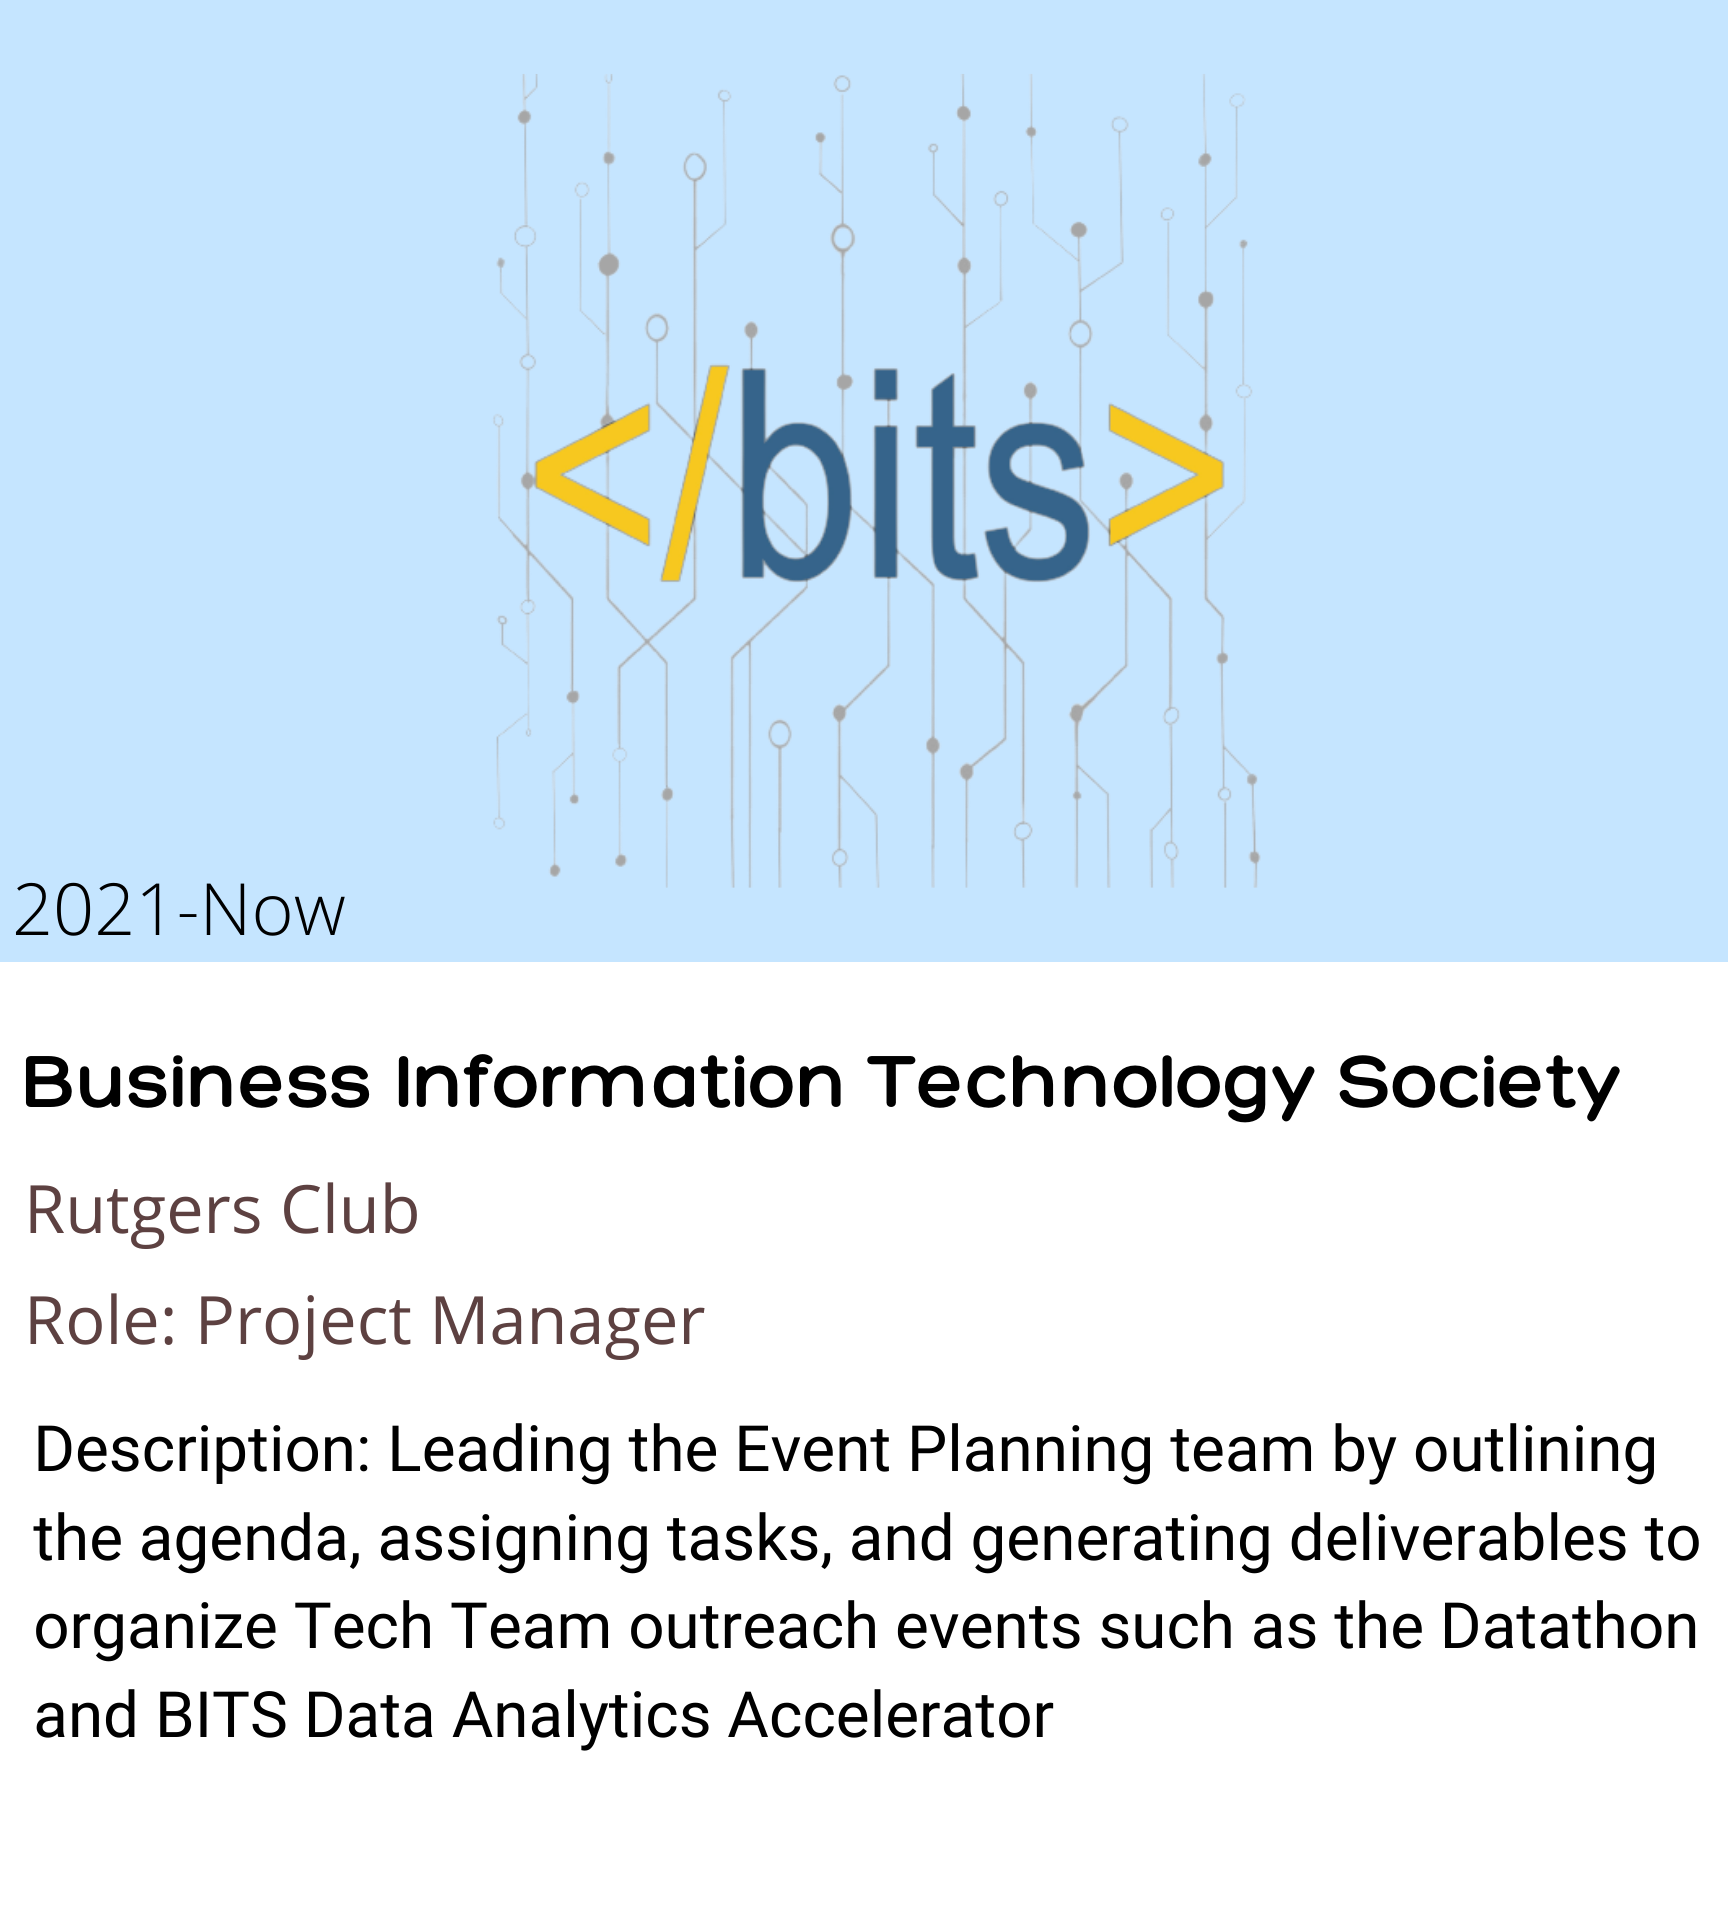 </bits>
2021-Now
Business Information Technology Society
Rutgers Club
Role: Project Manager
Description: Leading the Event Planning team by outlining
the agenda, assigning tasks, and generating deliverables to
organize Tech Team outreach events such as the Datathon
and BITS Data Analytics Accelerator